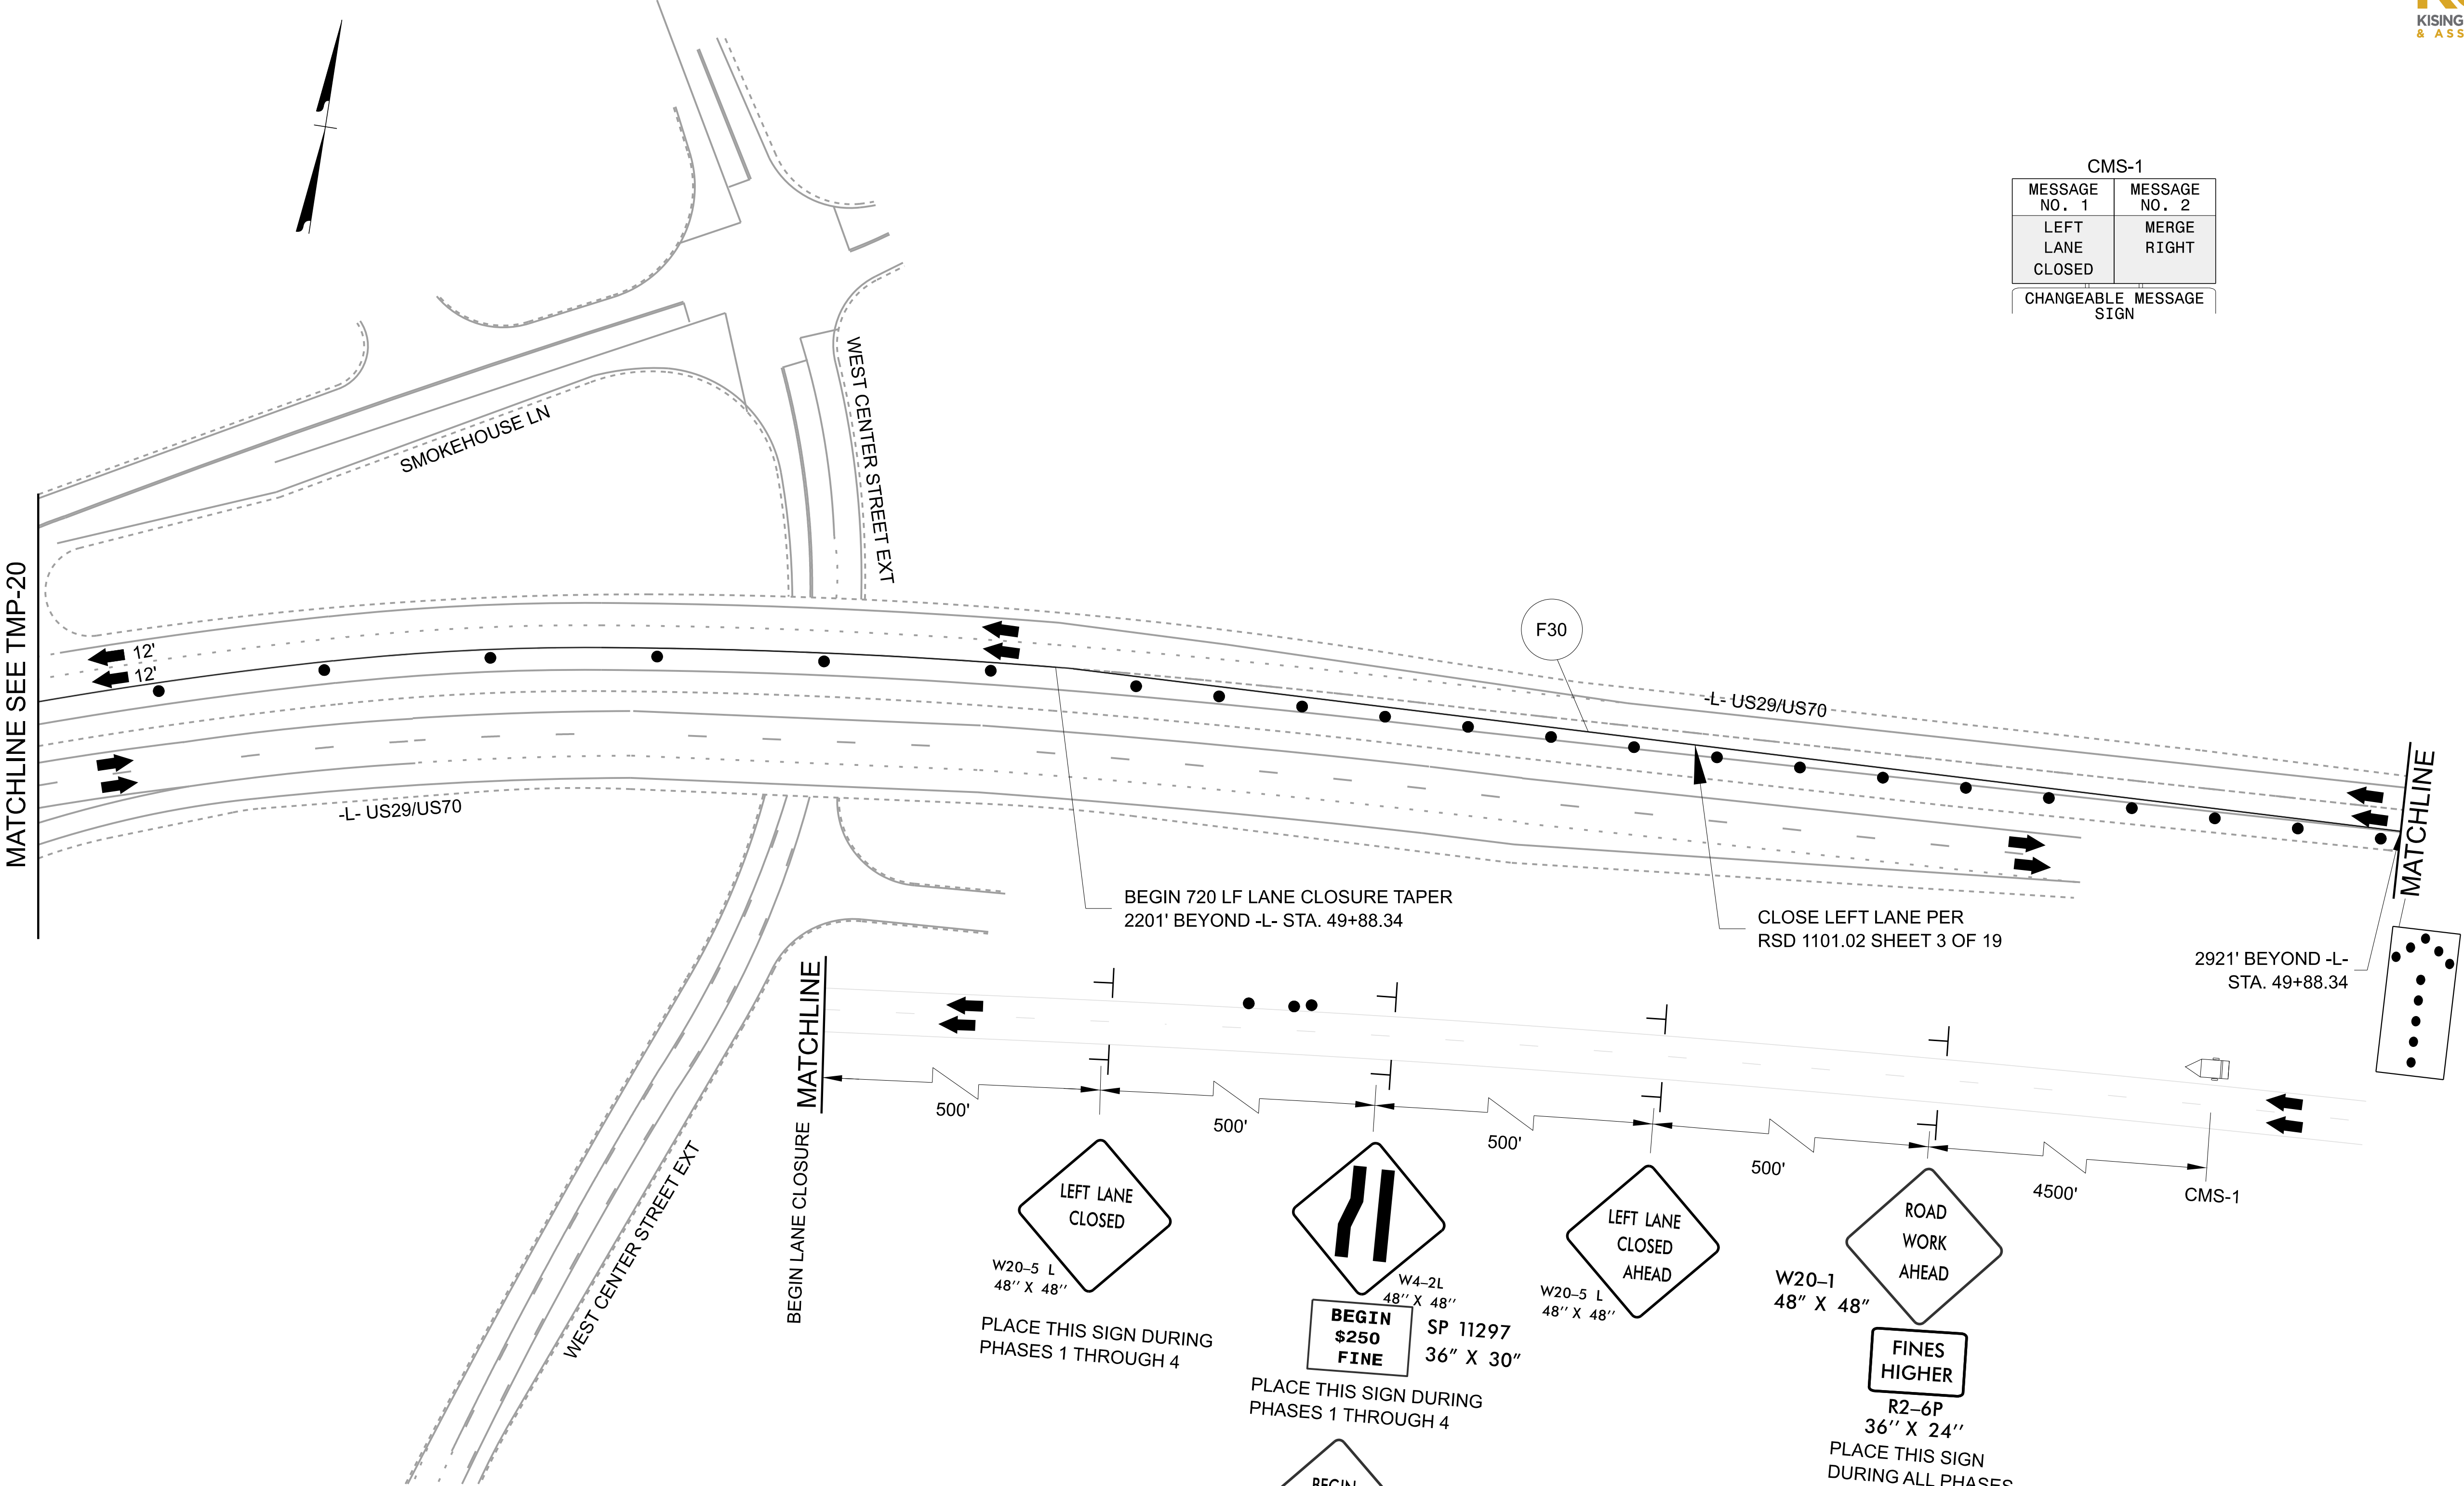 KISING
& ASS
CMS-1
MESSAGE NO. 1
MESSAGE NO. 2
LEFT
LANE
CLOSED
MERGE
RIGHT
CHANGEABLE MESSAGE
SIGN
WEST CENTER STREET EXT
SMOKEHOUSE LN
MATCHLINE SEE TMP-20
12'
12'
F30
-L- US29/US70
-L- US29/US70
MATCHLINE
BEGIN 720 LF LANE CLOSURE TAPER
2201' BEYOND -L- STA. 49+88.34
CLOSE LEFT LANE PER
RSD 1101.02 SHEET 3 OF 19
2921' BEYOND -L-
STA. 49+88.34
BEGIN LANE CLOSURE MATCHLINE
500'
500'
500'
500'
4500'
CMS-1
WEST CENTER STREET EXT
LEFT LANE
CLOSED
W20-5 L
48'' X 48''
PLACE THIS SIGN DURING
PHASES 1 THROUGH 4
W4-2L
48'' X 48''
BEGIN
$250
FINE
SP 11297
36" X 30"
PLACE THIS SIGN DURING
PHASES 1 THROUGH 4
BEGIN
LEFT LANE
CLOSED
AHEAD
W20-5 L
48'' X 48''
ROAD
WORK
AHEAD
W20-1
48" X 48"
FINES
HIGHER
R2-6P
36'' X 24''
PLACE THIS SIGN
DURING ALL PHASES